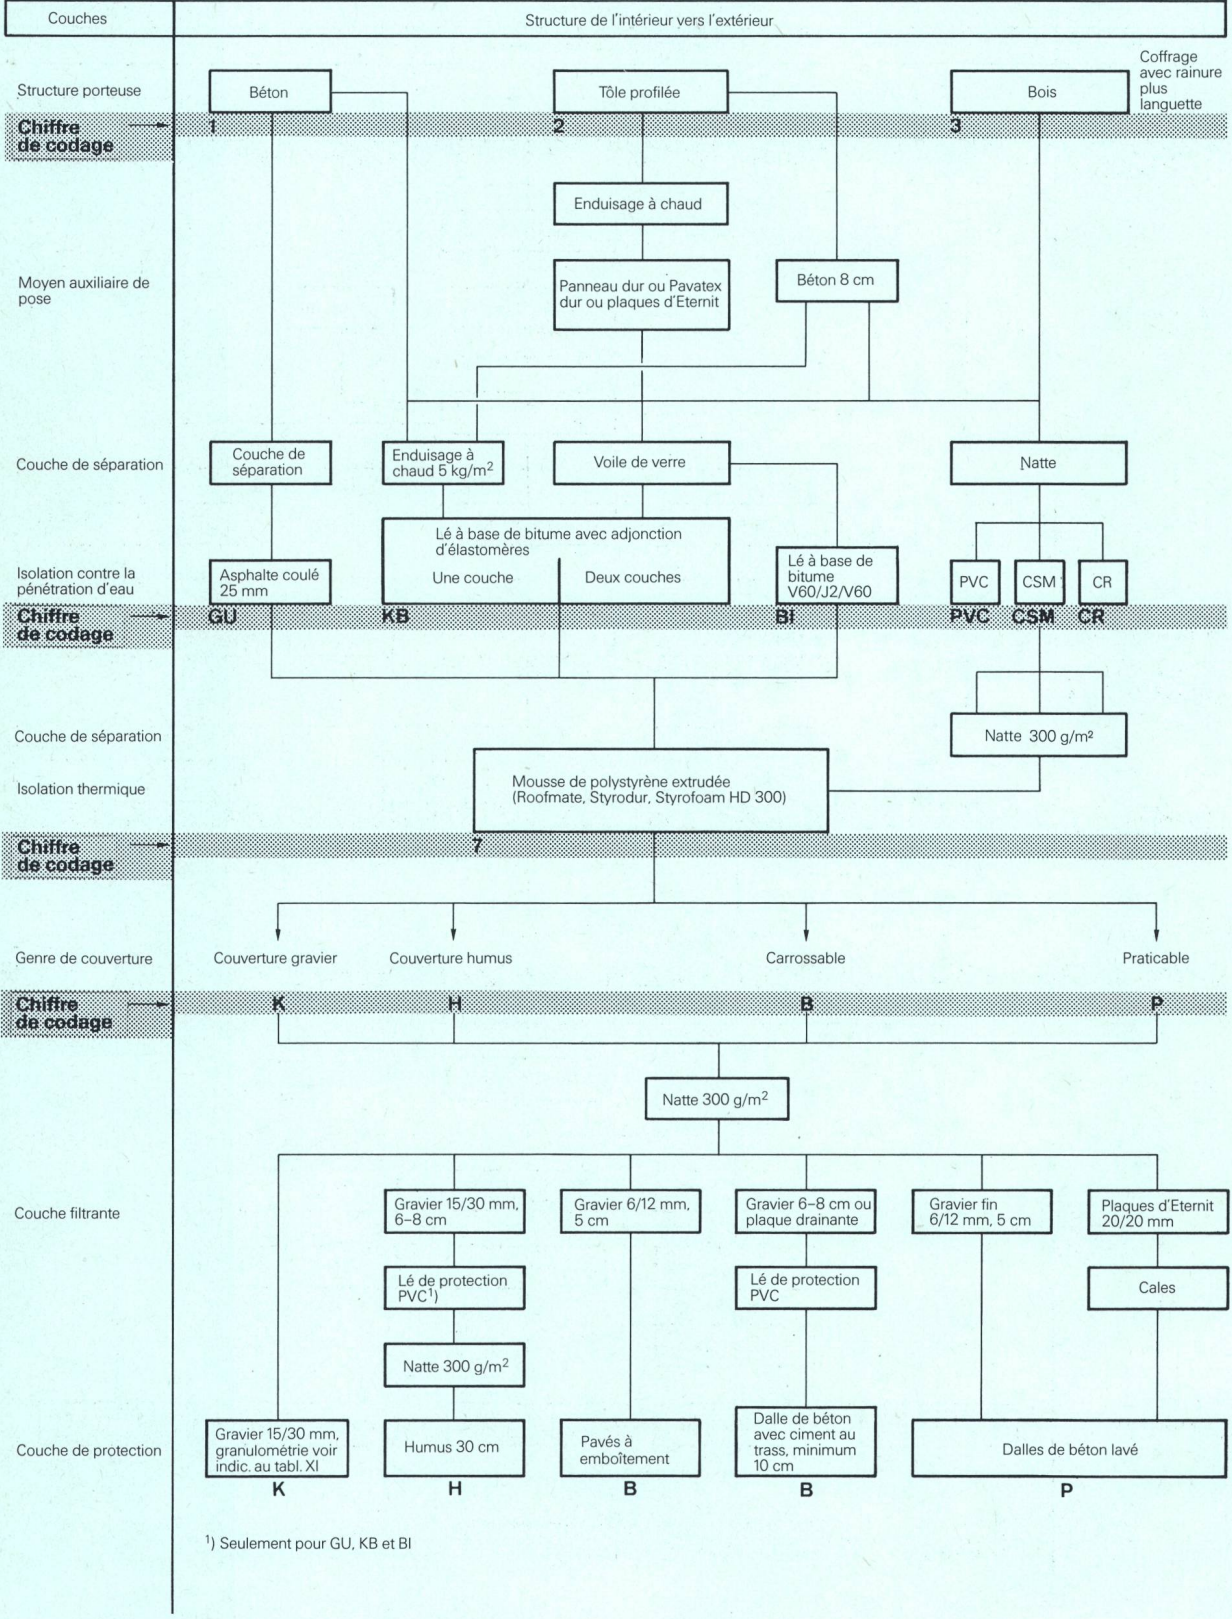 Couches
Structure de l'intérieur vers l'extérieur
Structure porteuse
Béton
Tôle profilée
Bois
Coffrage
avec rainure
plus
languette
Chiffre
de codage
1
2
3
Enduisage à chaud
Moyen auxiliaire de
pose
Panneau dur ou Pavatex
dur ou plaques d'Eternit
Béton 8 cm
Couche de séparation
Couche de
séparation
Enduisage à
chaud 5 kg/m²
Voile de verre
Natte
Lé à base de bitume avec adjonction
d'élastomères
Une couche
Deux couches
Isolation contre la
pénétration d'eau
Asphalte coulé
25 mm
Lé à base de
bitume
V60/J2/V60
PVC
CSM
CR
Chiffre
de codage
GU
KB
BI
PVC
CSM
CR
Couche de séparation
Natte 300 g/m²
Isolation thermique
Mousse de polystyrène extrudée
(Roofmate, Styrodur, Styrofoam HD 300)
Chiffre
de codage
7
Genre de couverture
Couverture gravier
Couverture humus
Carrossable
Praticable
Chiffre
de codage
K
H
B
P
Natte 300 g/m²
Couche filtrante
Gravier 15/30 mm,
6–8 cm
Gravier 6/12 mm,
5 cm
Gravier 6–8 cm ou
plaque drainante
Gravier fin
6/12 mm, 5 cm
Plaques d'Eternit
20/20 mm
Lé de protection
PVC¹)
Lé de protection
PVC
Cales
Natte 300 g/m²
Couche de protection
Gravier 15/30 mm,
granulométrie voir
indic. au tabl. XI
Humus 30 cm
Pavés à
emboîtement
Dalle de béton
avec ciment au
trass, minimum
10 cm
Dalles de béton lavé
K
H
B
B
P
¹) Seulement pour GU, KB et BI